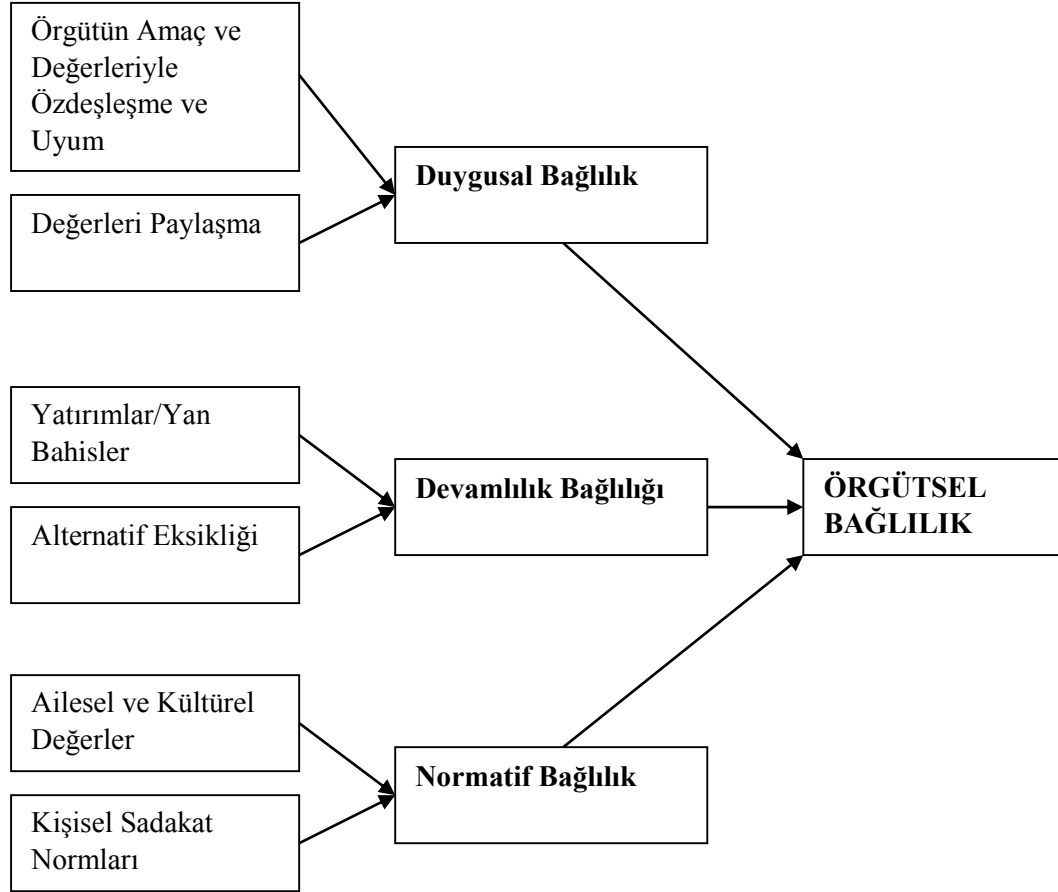 Örgütün Amaç ve
Değerleriyle
Özdeşleşme ve
Uyum
Değerleri Paylaşma
Duygusal Bağlılık
Yatırımlar/Yan
Bahisler
Alternatif Eksikliği
Devamlılık Bağlılığı
ÖRGÜTSEL
BAĞLILIK
Ailesel ve Kültürel
Değerler
Kişisel Sadakat
Normları
Normatif Bağlılık